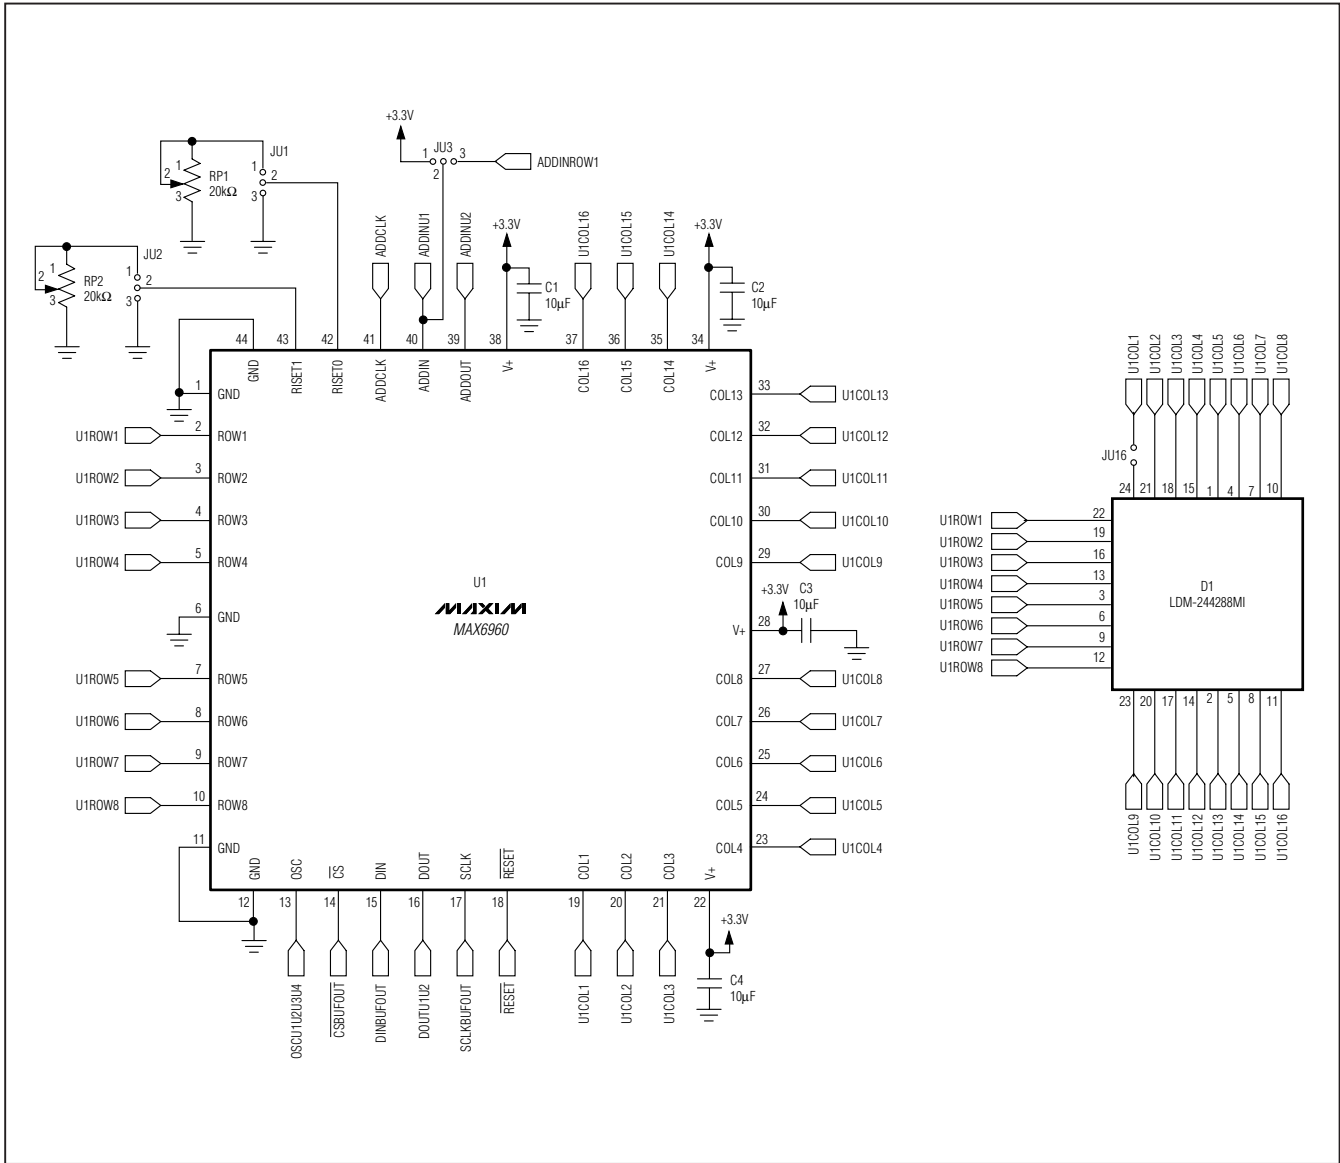 +3.3V
JU3
1
3
2
ADDINROW1
JU1
1
2
3
RP1
20kΩ
1
2
3
JU2
1
2
3
RP2
20kΩ
1
2
3
ADDCLK
ADDINU1
ADDINU2
+3.3V
C1
10µF
U1COL16
U1COL15
U1COL14
+3.3V
C2
10µF
44
43
42
41
40
39
38
37
36
35
34
GND
RISET1
RISET0
ADDCLK
ADDIN
ADDOUT
V+
COL16
COL15
COL14
V+
1
GND
U1ROW1
2
ROW1
U1ROW2
3
ROW2
U1ROW3
4
ROW3
U1ROW4
5
ROW4
6
GND
U1ROW5
7
ROW5
U1ROW6
8
ROW6
U1ROW7
9
ROW7
U1ROW8
10
ROW8
11
GND
U1
MAXIM
MAX6960
COL13
33
U1COL13
COL12
32
U1COL12
COL11
31
U1COL11
COL10
30
U1COL10
COL9
29
U1COL9
+3.3V
C3
10µF
V+
28
COL8
27
U1COL8
COL7
26
U1COL7
COL6
25
U1COL6
COL5
24
U1COL5
COL4
23
U1COL4
GND
OSC
CS
DIN
DOUT
SCLK
RESET
COL1
COL2
COL3
V+
12
13
14
15
16
17
18
19
20
21
22
OSCU1U2U3U4
CSBUFOUT
DINBUFOUT
DOUTU1U2
SCLKBUFOUT
RESET
U1COL1
U1COL2
U1COL3
+3.3V
C4
10µF
U1COL1
U1COL2
U1COL3
U1COL4
U1COL5
U1COL6
U1COL7
U1COL8
JU16
24
21
18
15
1
4
7
10
U1ROW1
22
U1ROW2
19
U1ROW3
16
U1ROW4
13
U1ROW5
3
U1ROW6
6
U1ROW7
9
U1ROW8
12
D1
LDM-244288MI
23
20
17
14
2
5
8
11
U1COL9
U1COL10
U1COL11
U1COL12
U1COL13
U1COL14
U1COL15
U1COL16